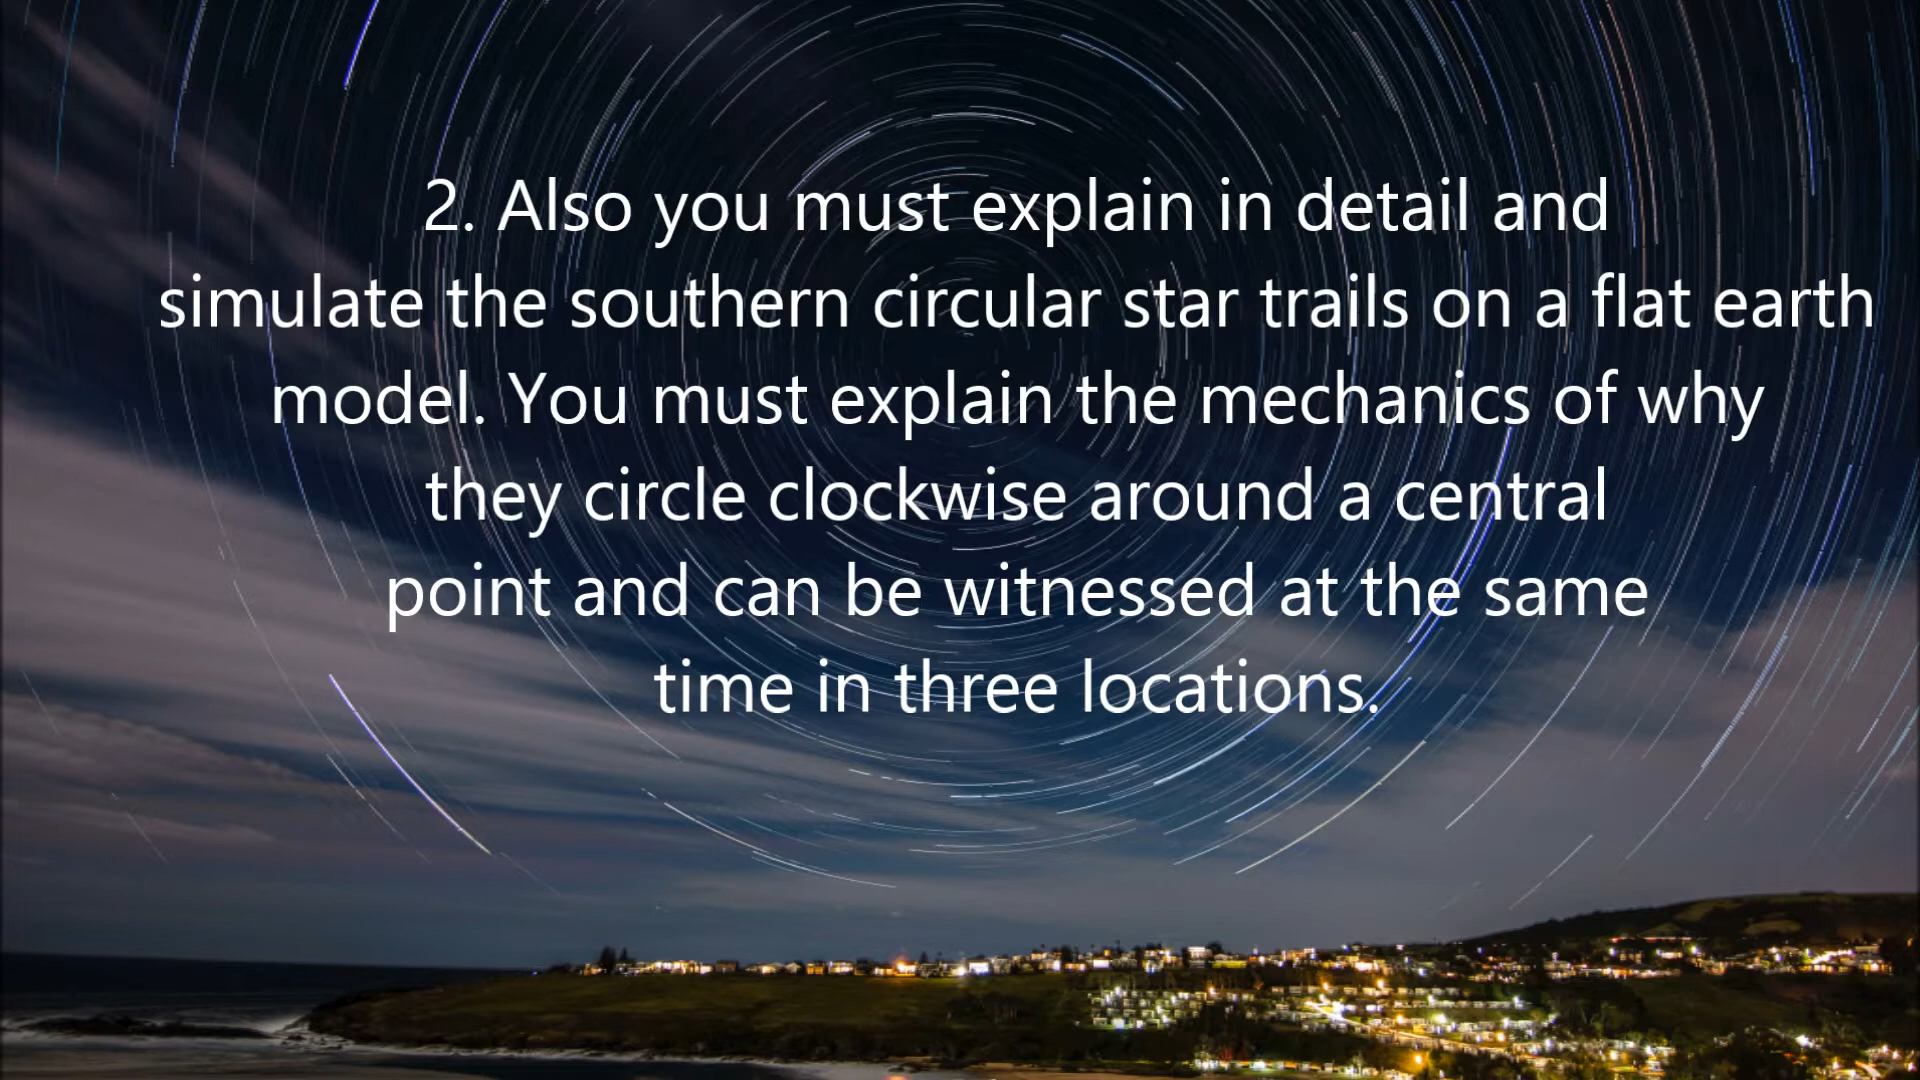 2. Also you must explain in detail and
simulate the southern circular star trails on a flat earth
model. You must explain the mechanics of why
they circle clockwise around a central
point and can be witnessed at the same
time in three locations.